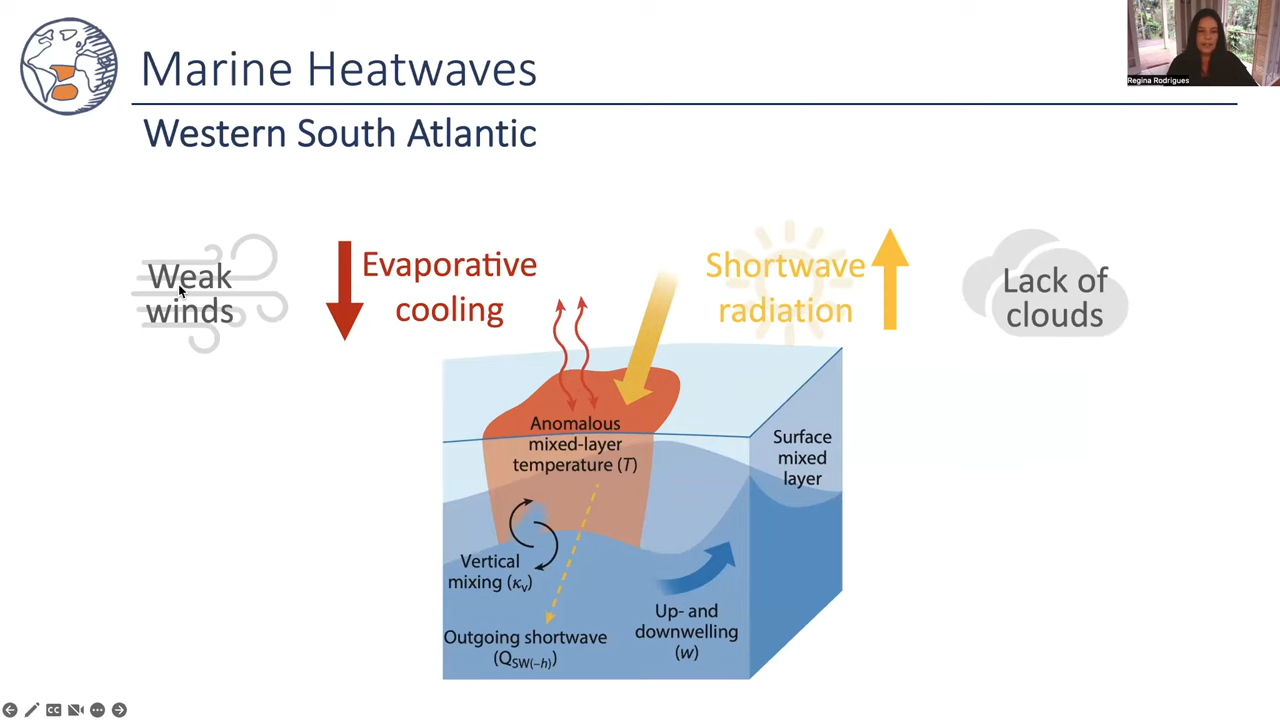 Marine Heatwaves
Regina Rodrigues
Western South Atlantic
Weak
winds
Evaporative
cooling
Shortwave
radiation
Lack of
clouds
Anomalous
mixed-layer
temperature (T)
Surface
mixed
layer
Vertical
mixing (κv)
Up- and
downwelling
(w)
Outgoing shortwave
(QSW(−h))
CC